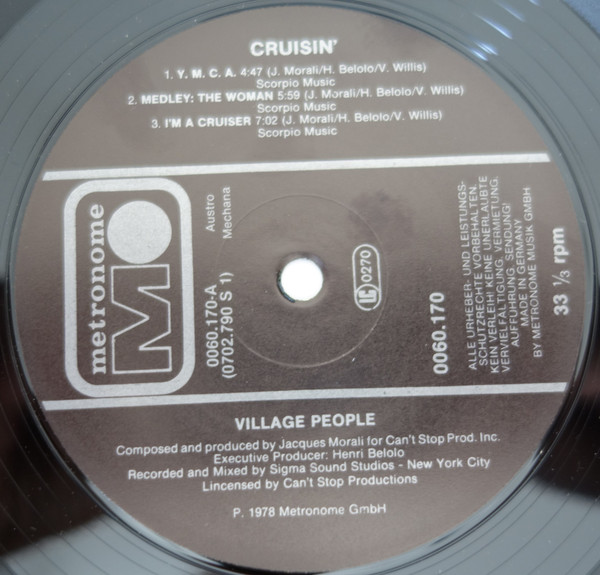 CRUISIN'
1. Y. M. C. A. 4:47 (J. Morali/H. Belolo/V. Willis)
Scorpio Music
2. MEDLEY: THE WOMAN 5:59 (J. Morali/H. Belolo/V. Willis)
Scorpio Music
3. I'M A CRUISER 7:02 (J. Morali/H. Belolo/V. Willis)
Scorpio Music
metronome
MO
Austro
Mechana
0060.170-A
(0702.790 S 1)
LC 0270
0060.170
ALLE URHEBER- UND LEISTUNGS-
SCHUTZRECHTE VORBEHALTEN.
KEIN VERLEIH! KEINE UNERLAUBTE
VERVIELFÄLTIGUNG, VERMIETUNG,
AUFFÜHRUNG, SENDUNG!
MADE IN GERMANY
BY METRONOME MUSIK GMBH
33 ⅓ rpm
VILLAGE PEOPLE
Composed and produced by Jacques Morali for Can't Stop Prod. Inc.
Executive Producer: Henri Belolo
Recorded and Mixed by Sigma Sound Studios - New York City
Lincensed by Can't Stop Productions
P. 1978 Metronome GmbH